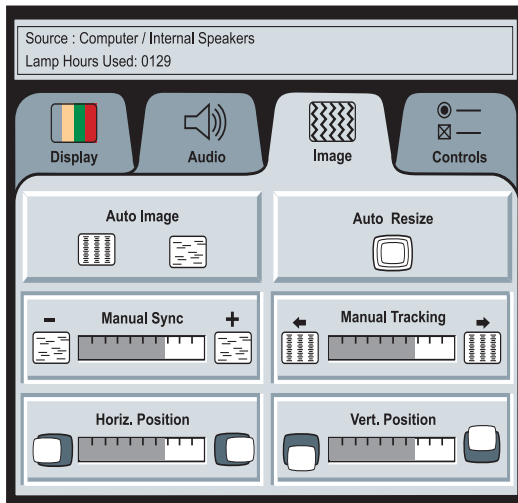 Source : Computer / Internal Speakers
Lamp Hours Used: 0129
Display
Audio
Image
Controls
Auto Image
Auto Resize
- Manual Sync +
Manual Tracking
Horiz. Position
Vert. Position